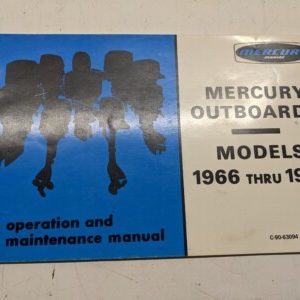 MERCURY
MARINE
MERCURY
OUTBOARD
MODELS
1966 THRU 19
operation and
maintenance manual
C-90-63094